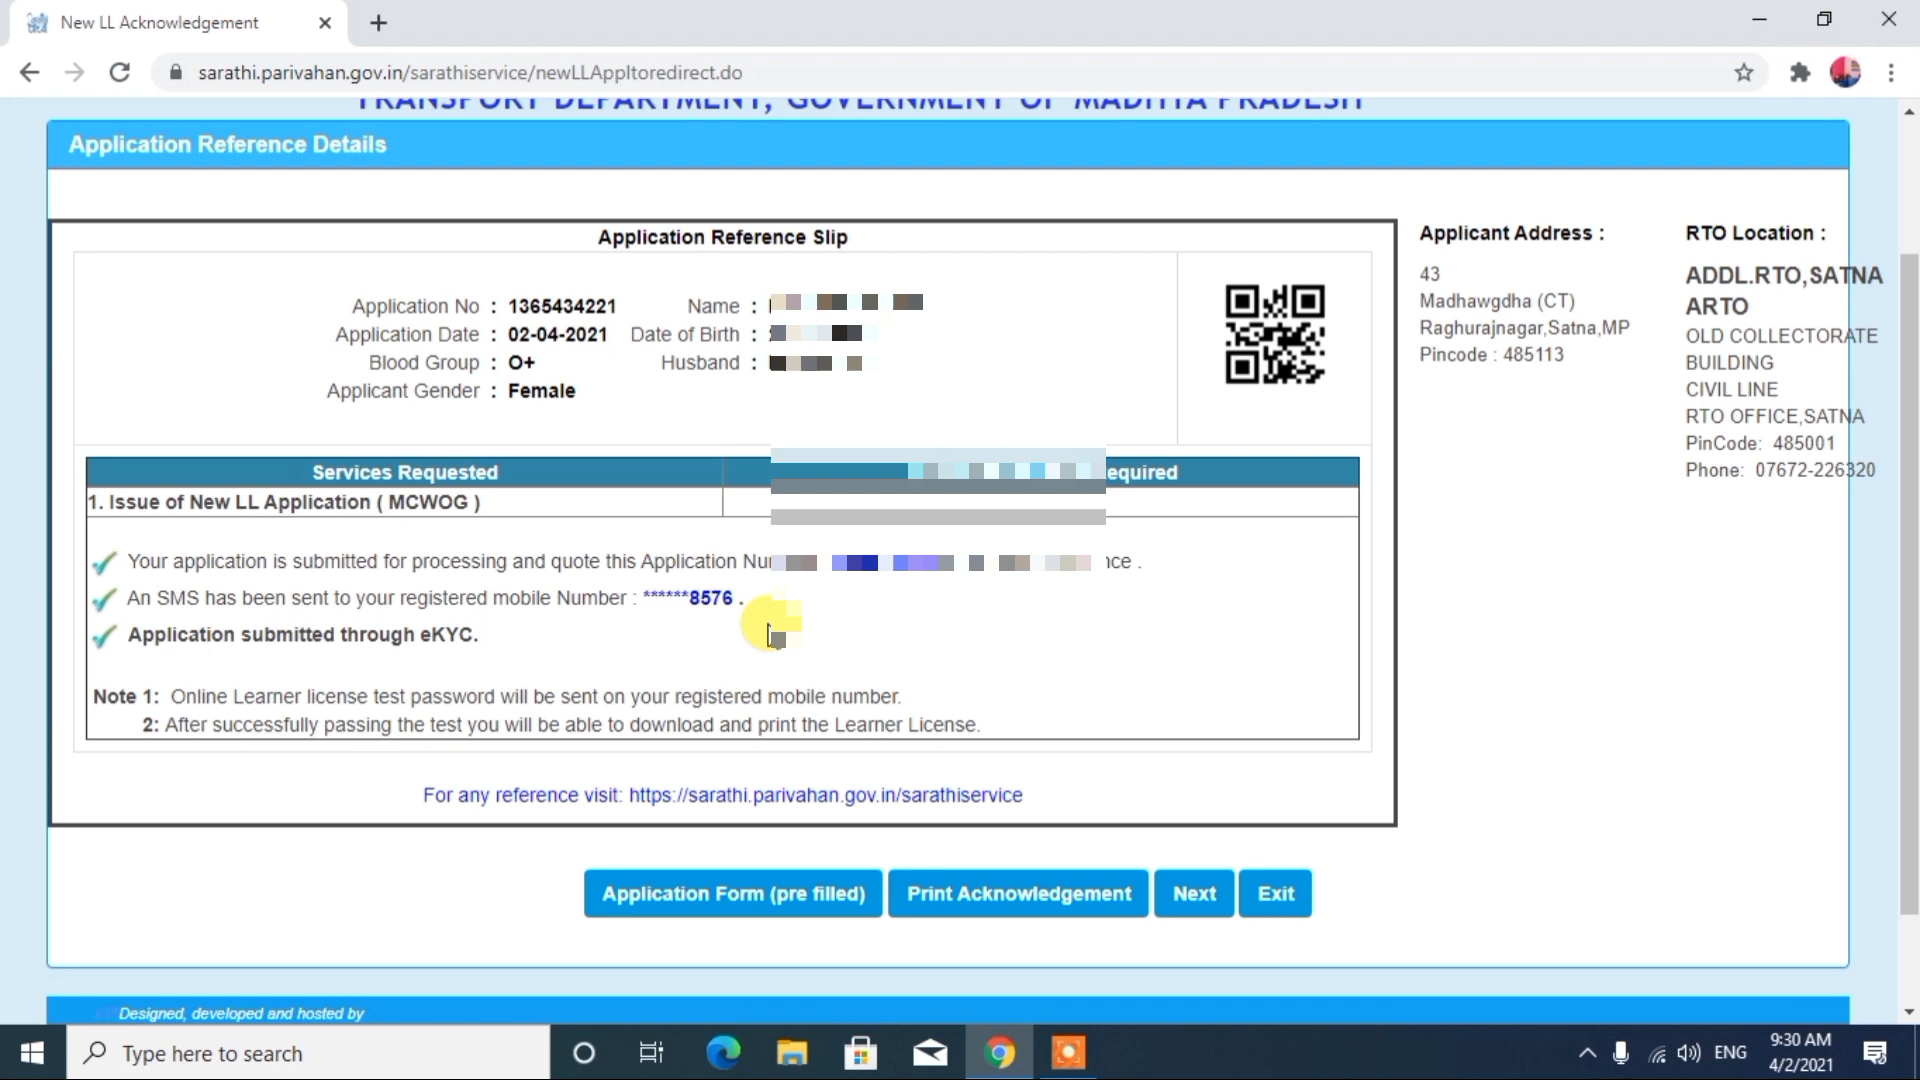 New LL Acknowledgement
sarathi.parivahan.gov.in/sarathiservice/newLLAppltoredirect.do
TRANSPORT DEPARTMENT, GOVERNMENT OF MADHYA PRADESH
Application Reference Details
Application Reference Slip
Application No : 1365434221 Name :
Application Date : 02-04-2021 Date of Birth :
Blood Group : O+ Husband :
Applicant Gender : Female
Applicant Address :
43
Madhawgdha (CT)
Raghurajnagar,Satna,MP
Pincode : 485113
RTO Location :
ADDL.RTO,SATNA
ARTO
OLD COLLECTORATE
BUILDING
CIVIL LINE
RTO OFFICE,SATNA
PinCode: 485001
Phone: 07672-226320
Services Requested
1. Issue of New LL Application ( MCWOG )
Your application is submitted for processing and quote this Application
An SMS has been sent to your registered mobile Number : ******8576 .
Application submitted through eKYC.
Note 1: Online Learner license test password will be sent on your registered mobile number.
2: After successfully passing the test you will be able to download and print the Learner License.
For any reference visit: https://sarathi.parivahan.gov.in/sarathiservice
Application Form (pre filled) Print Acknowledgement Next Exit
Designed, developed and hosted by
Type here to search
ENG
9:30 AM
4/2/2021